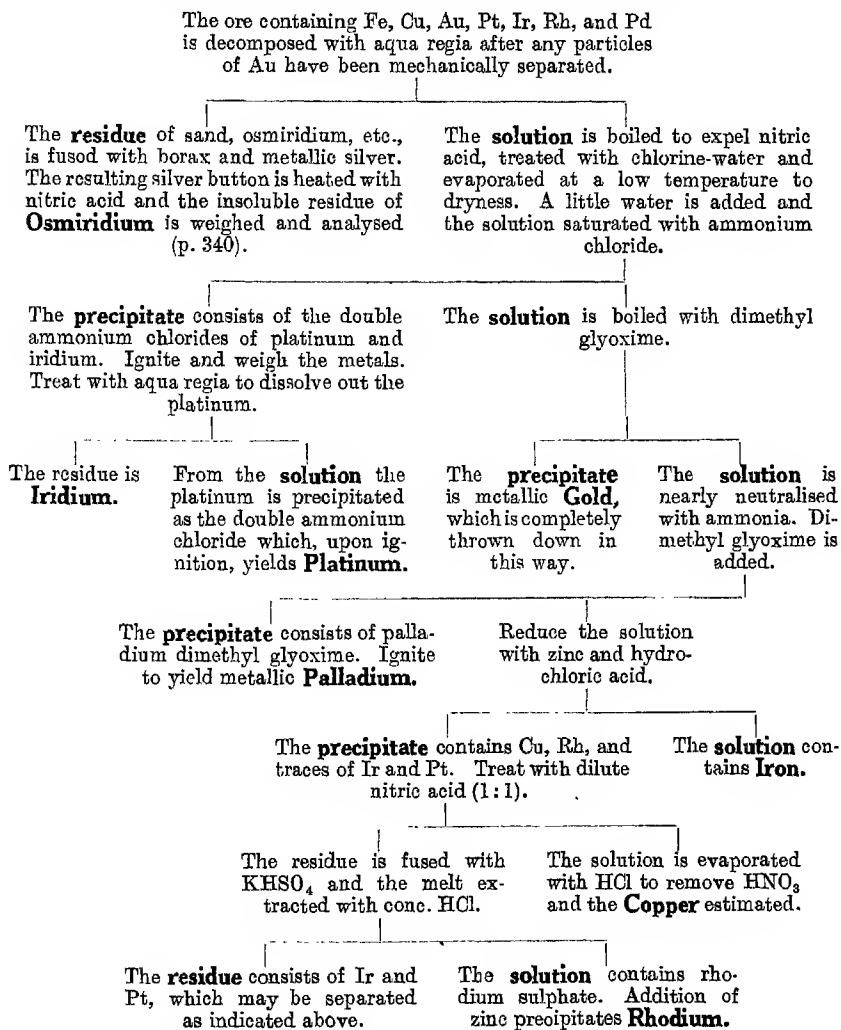 The ore containing Fe, Cu, Au, Pt, Ir, Rh, and Pd
is decomposed with aqua regia after any particles
of Au have been mechanically separated.
The residue of sand, osmiridium, etc.,
is fusod with borax and metallic silver.
The resulting silver button is heated with
nitric acid and the insoluble residue of
Osmiridium is weighed and analysed
(p. 340).
The solution is boiled to expel nitric
acid, treated with chlorine-water and
evaporated at a low temperature to
dryness. A little water is added and
the solution saturated with ammonium
chloride.
The precipitate consists of the double
ammonium chlorides of platinum and
iridium. Ignite and weigh the metals.
Treat with aqua regia to dissolve out the
platinum.
The solution is boiled with dimethyl
glyoxime.
The residue is
Iridium.
From the solution the
platinum is precipitated
as the double ammonium
chloride which, upon ig-
nition, yields Platinum.
The precipitate
is metallic Gold,
which is completely
thrown down in
this way.
The solution is
nearly neutralised
with ammonia. Di-
methyl glyoxime is
added.
The precipitate consists of palla-
dium dimethyl glyoxime. Ignite
to yield metallic Palladium.
Reduce the solution
with zinc and hydro-
chloric acid.
The precipitate contains Cu, Rh, and
traces of Ir and Pt. Treat with dilute
nitric acid (1:1).
The solution con-
tains Iron.
The residue is fused with
KHSO₄ and the melt ex-
tracted with conc. HCl.
The solution is evaporated
with HCl to remove HNO₃
and the Copper estimated.
The residue consists of Ir and
Pt, which may be separated
as indicated above.
The solution contains rho-
dium sulphate. Addition of
zinc preoipitates Rhodium.